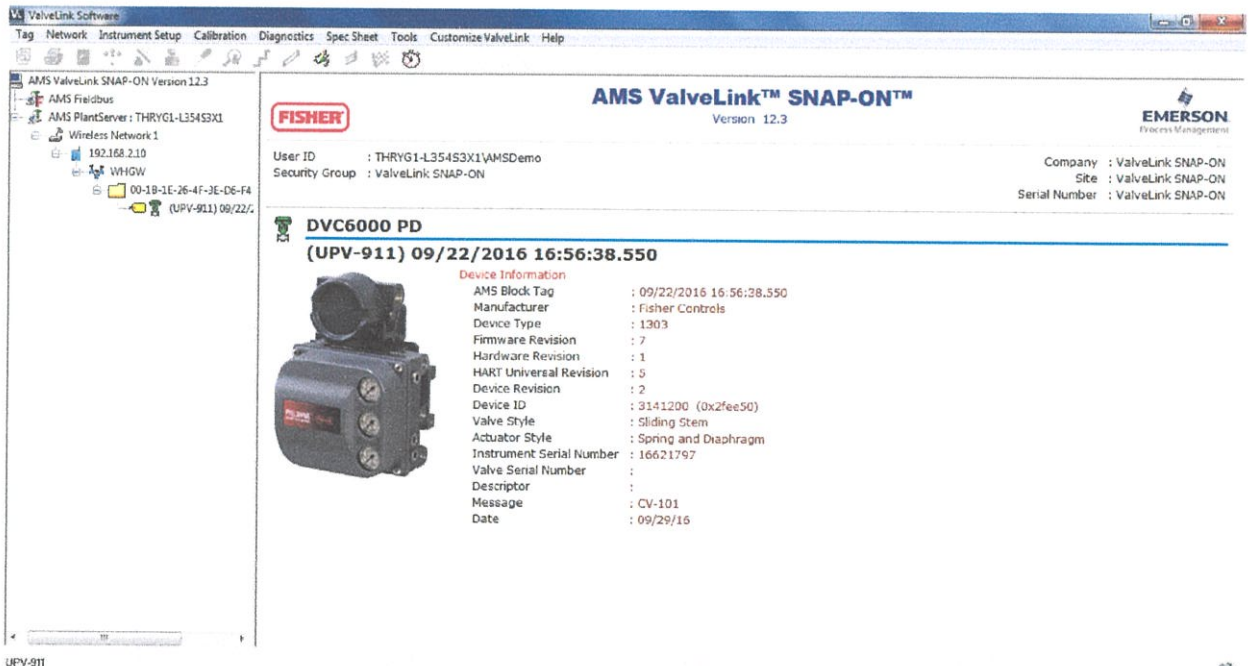 ValveLink Software
Tag Network Instrument Setup Calibration Diagnostics Spec Sheet Tools Customize ValveLink Help
AMS ValveLink SNAP-ON Version 12.3
AMS Fieldbus
AMS PlantServer : THRYG1-L354S3X1
Wireless Network 1
192.168.2.10
WHGW
00-1B-1E-26-4F-3E-D6-F4
(UPV-911) 09/22/2
FISHER
AMS ValveLink™ SNAP-ON™
Version 12.3
EMERSON
Process Management
User ID : THRYG1-L354S3X1\AMSDemo
Security Group : ValveLink SNAP-ON
Company : ValveLink SNAP-ON
Site : ValveLink SNAP-ON
Serial Number : ValveLink SNAP-ON
DVC6000 PD
(UPV-911) 09/22/2016 16:56:38.550
Device Information
AMS Block Tag : 09/22/2016 16:56:38.550
Manufacturer : Fisher Controls
Device Type : 1303
Firmware Revision : 7
Hardware Revision : 1
HART Universal Revision : 5
Device Revision : 2
Device ID : 3141200 (0x2fee50)
Valve Style : Sliding Stem
Actuator Style : Spring and Diaphragm
Instrument Serial Number : 16621797
Valve Serial Number :
Descriptor :
Message : CV-101
Date : 09/29/16
UPV-911